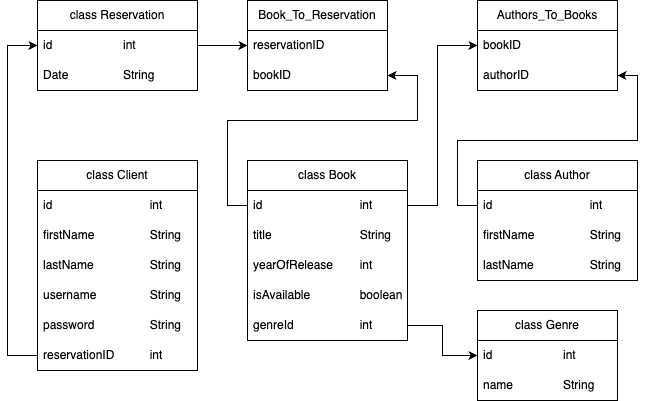 class Reservation
id int
Date String
Book_To_Reservation
reservationID
bookID
Authors_To_Books
bookID
authorID
class Client
id int
firstName String
lastName String
username String
password String
reservationID int
class Book
id int
title String
yearOfRelease int
isAvailable boolean
genreId int
class Author
id int
firstName String
lastName String
class Genre
id int
name String